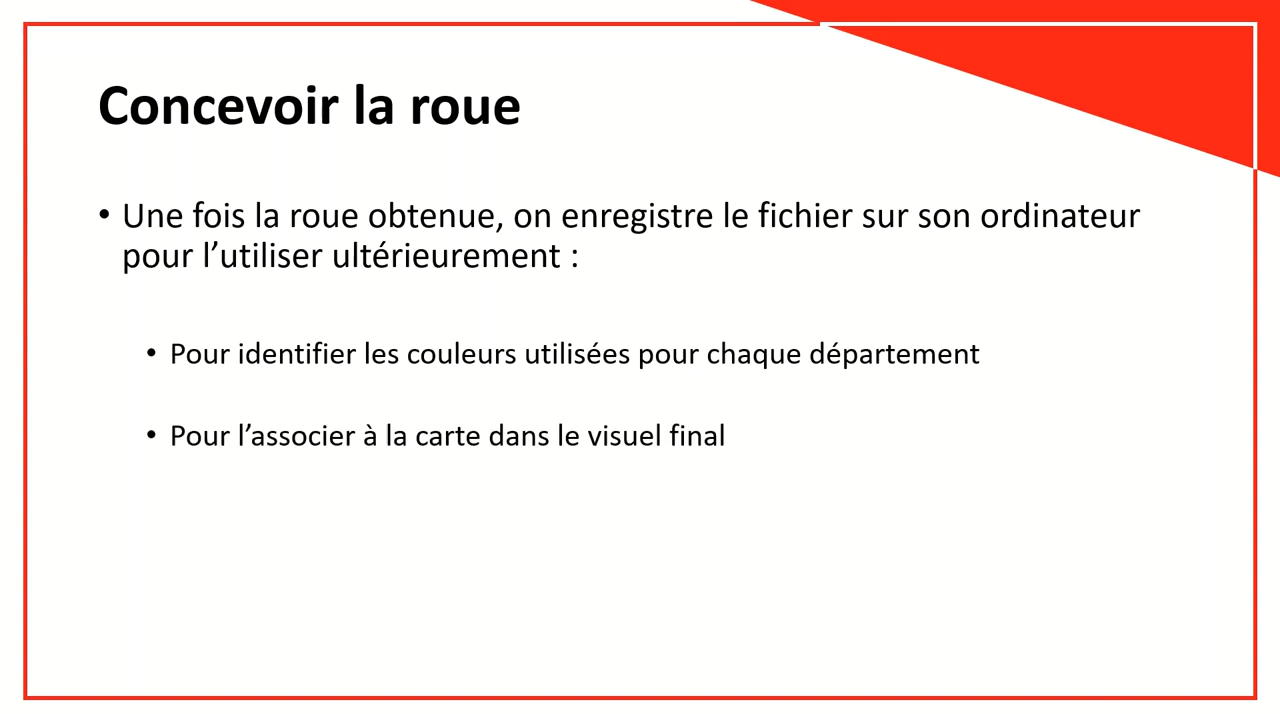 Concevoir la roue
• Une fois la roue obtenue, on enregistre le fichier sur son ordinateur
pour l’utiliser ultérieurement :
• Pour identifier les couleurs utilisées pour chaque département
• Pour l’associer à la carte dans le visuel final